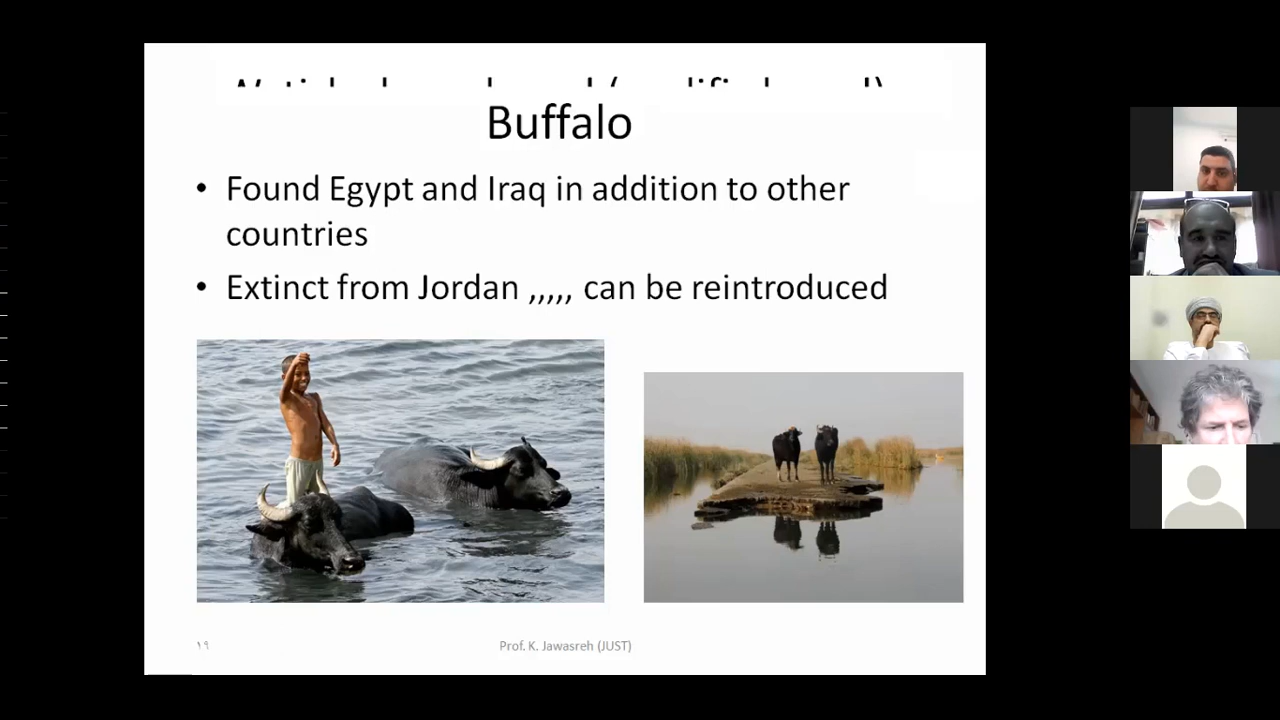 Buffalo
• Found Egypt and Iraq in addition to other
countries
• Extinct from Jordan ,,,,, can be reintroduced
١٩
Prof. K. Jawasreh (JUST)